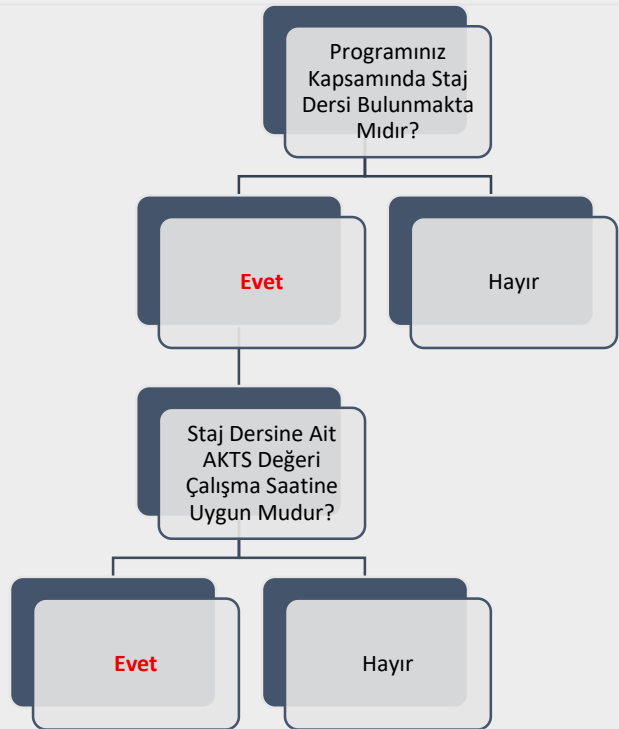 Programınız
Kapsamında Staj
Dersi Bulunmakta
Mıdır?
Evet
Hayır
Staj Dersine Ait
AKTS Değeri
Çalışma Saatine
Uygun Mudur?
Evet
Hayır